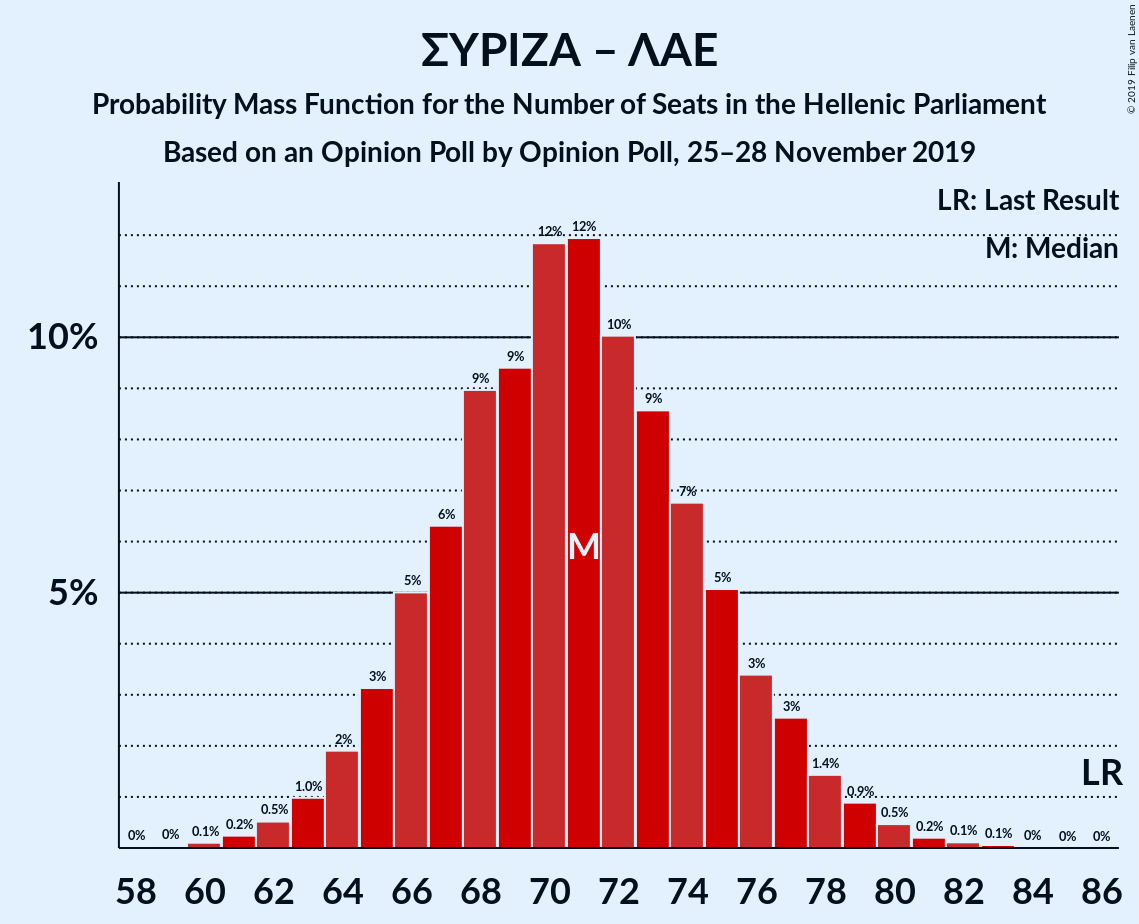 ΣΥΡΙΖΑ – ΛΑΕ
Probability Mass Function for the Number of Seats in the Hellenic Parliament
Based on an Opinion Poll by Opinion Poll, 25–28 November 2019
© 2019 Filip van Laenen
LR: Last Result
M: Median
10%
5%
0% 0% 0.1% 0.2% 0.5% 1.0% 2% 3% 5% 6% 9% 9% 12% 12% 10% 9% 7% 5% 3% 3% 1.4% 0.9% 0.5% 0.2% 0.1% 0.1% 0% 0% 0%
M
LR
58 60 62 64 66 68 70 72 74 76 78 80 82 84 86